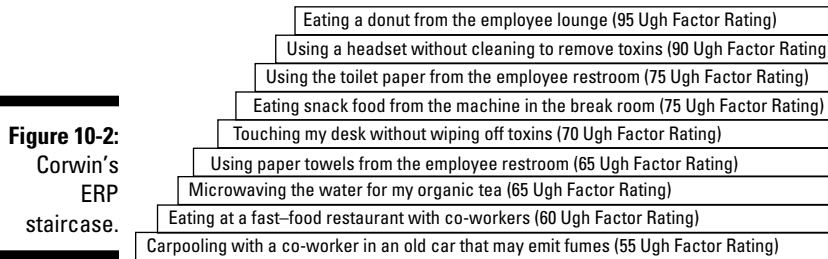 Eating a donut from the employee lounge (95 Ugh Factor Rating)
Using a headset without cleaning to remove toxins (90 Ugh Factor Rating
Using the toilet paper from the employee restroom (75 Ugh Factor Rating)
Eating snack food from the machine in the break room (75 Ugh Factor Rating)
Touching my desk without wiping off toxins (70 Ugh Factor Rating)
Using paper towels from the employee restroom (65 Ugh Factor Rating)
Microwaving the water for my organic tea (65 Ugh Factor Rating)
Eating at a fast–food restaurant with co-workers (60 Ugh Factor Rating)
Carpooling with a co-worker in an old car that may emit fumes (55 Ugh Factor Rating)
Figure 10-2:
Corwin's
ERP
staircase.